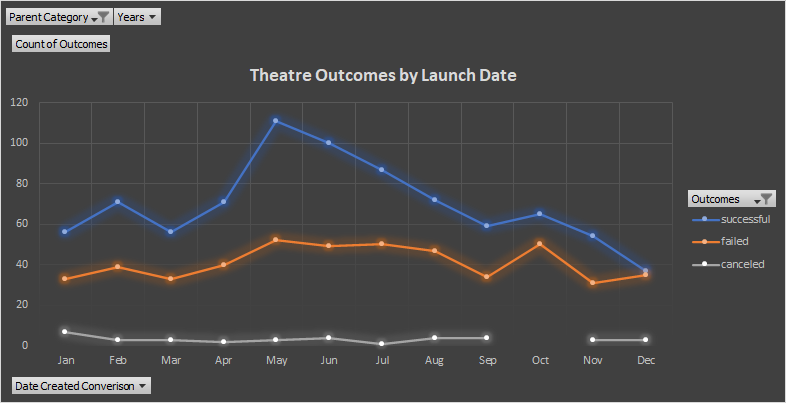 Parent Category Years
Count of Outcomes
Theatre Outcomes by Launch Date
120
100
80
60
40
20
0
Jan Feb Mar Apr May Jun Jul Aug Sep Oct Nov Dec
Outcomes
successful
failed
canceled
Date Created Converison